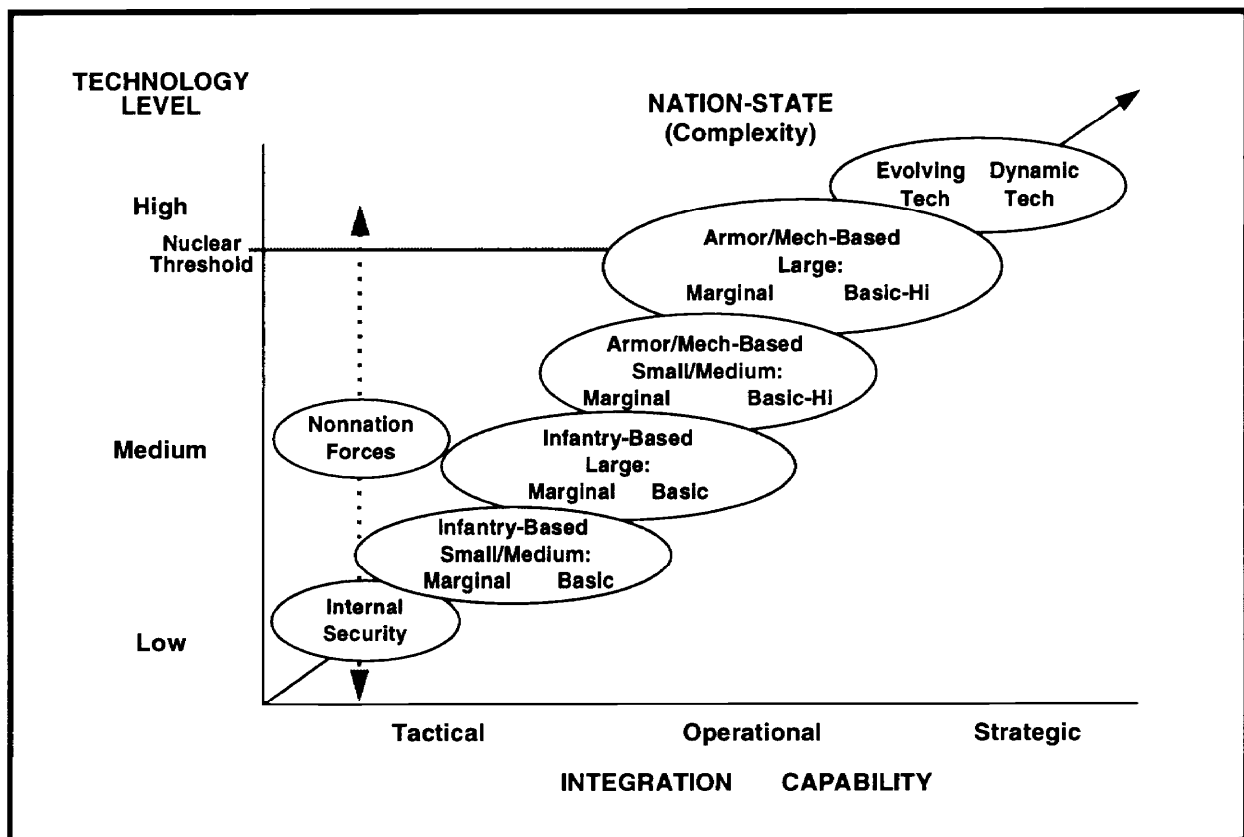 TECHNOLOGY
LEVEL
NATION-STATE
(Complexity)
Evolving Dynamic
Tech Tech
High
Nuclear
Threshold
Armor/Mech-Based
Large:
Marginal Basic-Hi
Armor/Mech-Based
Small/Medium:
Marginal Basic-Hi
Nonnation
Forces
Medium
Infantry-Based
Large:
Marginal Basic
Infantry-Based
Small/Medium:
Marginal Basic
Internal
Security
Low
Tactical Operational Strategic
INTEGRATION CAPABILITY